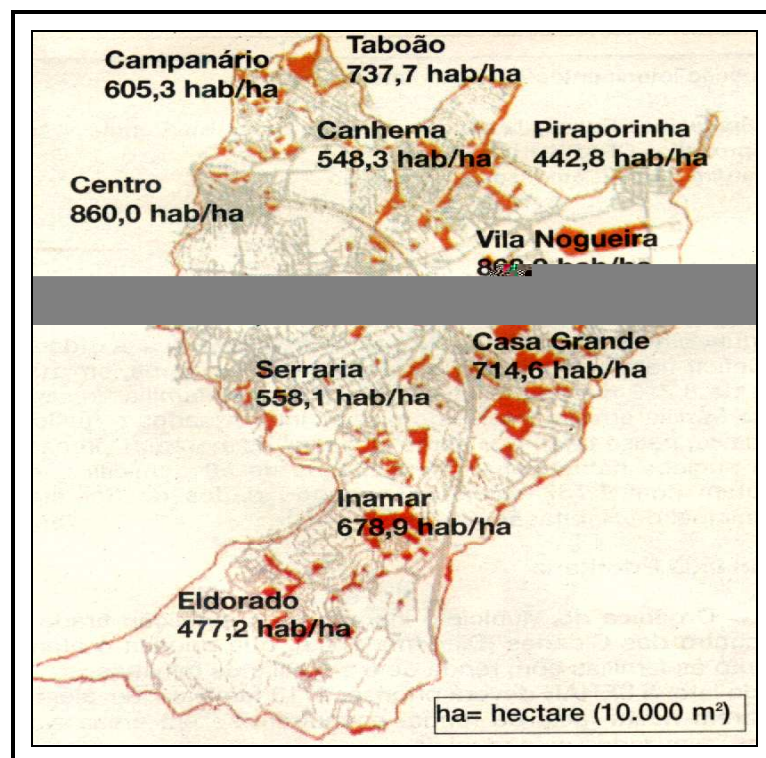 Campanário
605,3 hab/ha
Taboão
737,7 hab/ha
Canhema
548,3 hab/ha
Piraporinha
442,8 hab/ha
Centro
860,0 hab/ha
Vila Nogueira
hab/ha
Casa Grande
714,6 hab/ha
Serraria
558,1 hab/ha
Inamar
678,9 hab/ha
Eldorado
477,2 hab/ha
ha= hectare (10.000 m²)